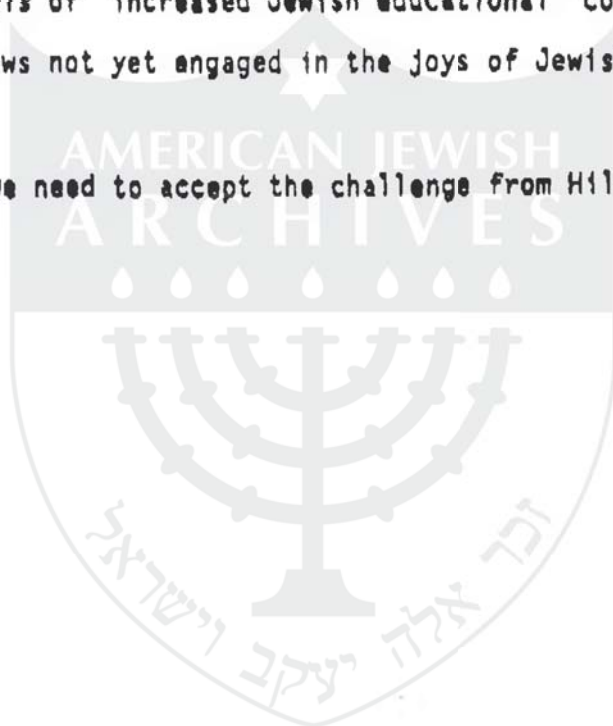 of increased Jewish educational
ws not yet engaged in the joys of Jewis
AMERICAN JEWISH
e need to accept the challenge from Hil
ARCHIVES
זכר אלה יעקב וישראל